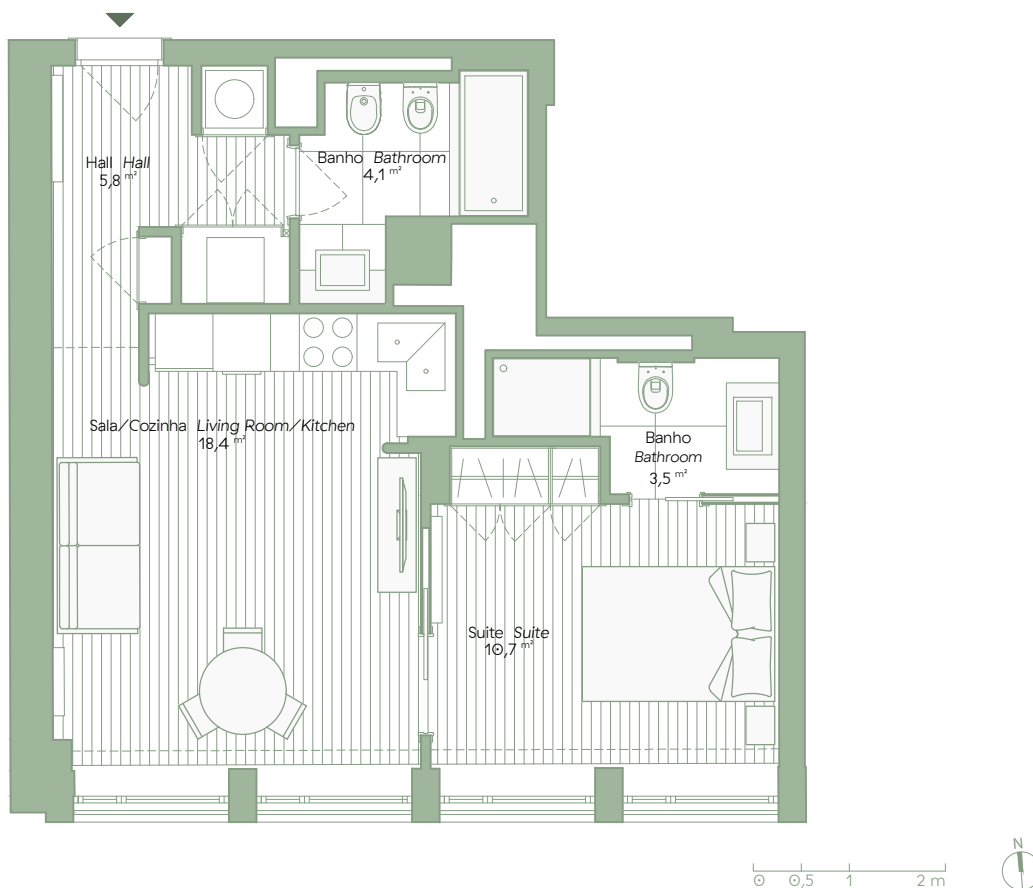 Hall Hall
5,8 m²
Banho Bathroom
4,1 m²
Sala/Cozinha Living Room/Kitchen
18,4 m²
Banho
Bathroom
3,5 m²
Suite Suite
10,7 m²
N
0 0,5 1 2 m